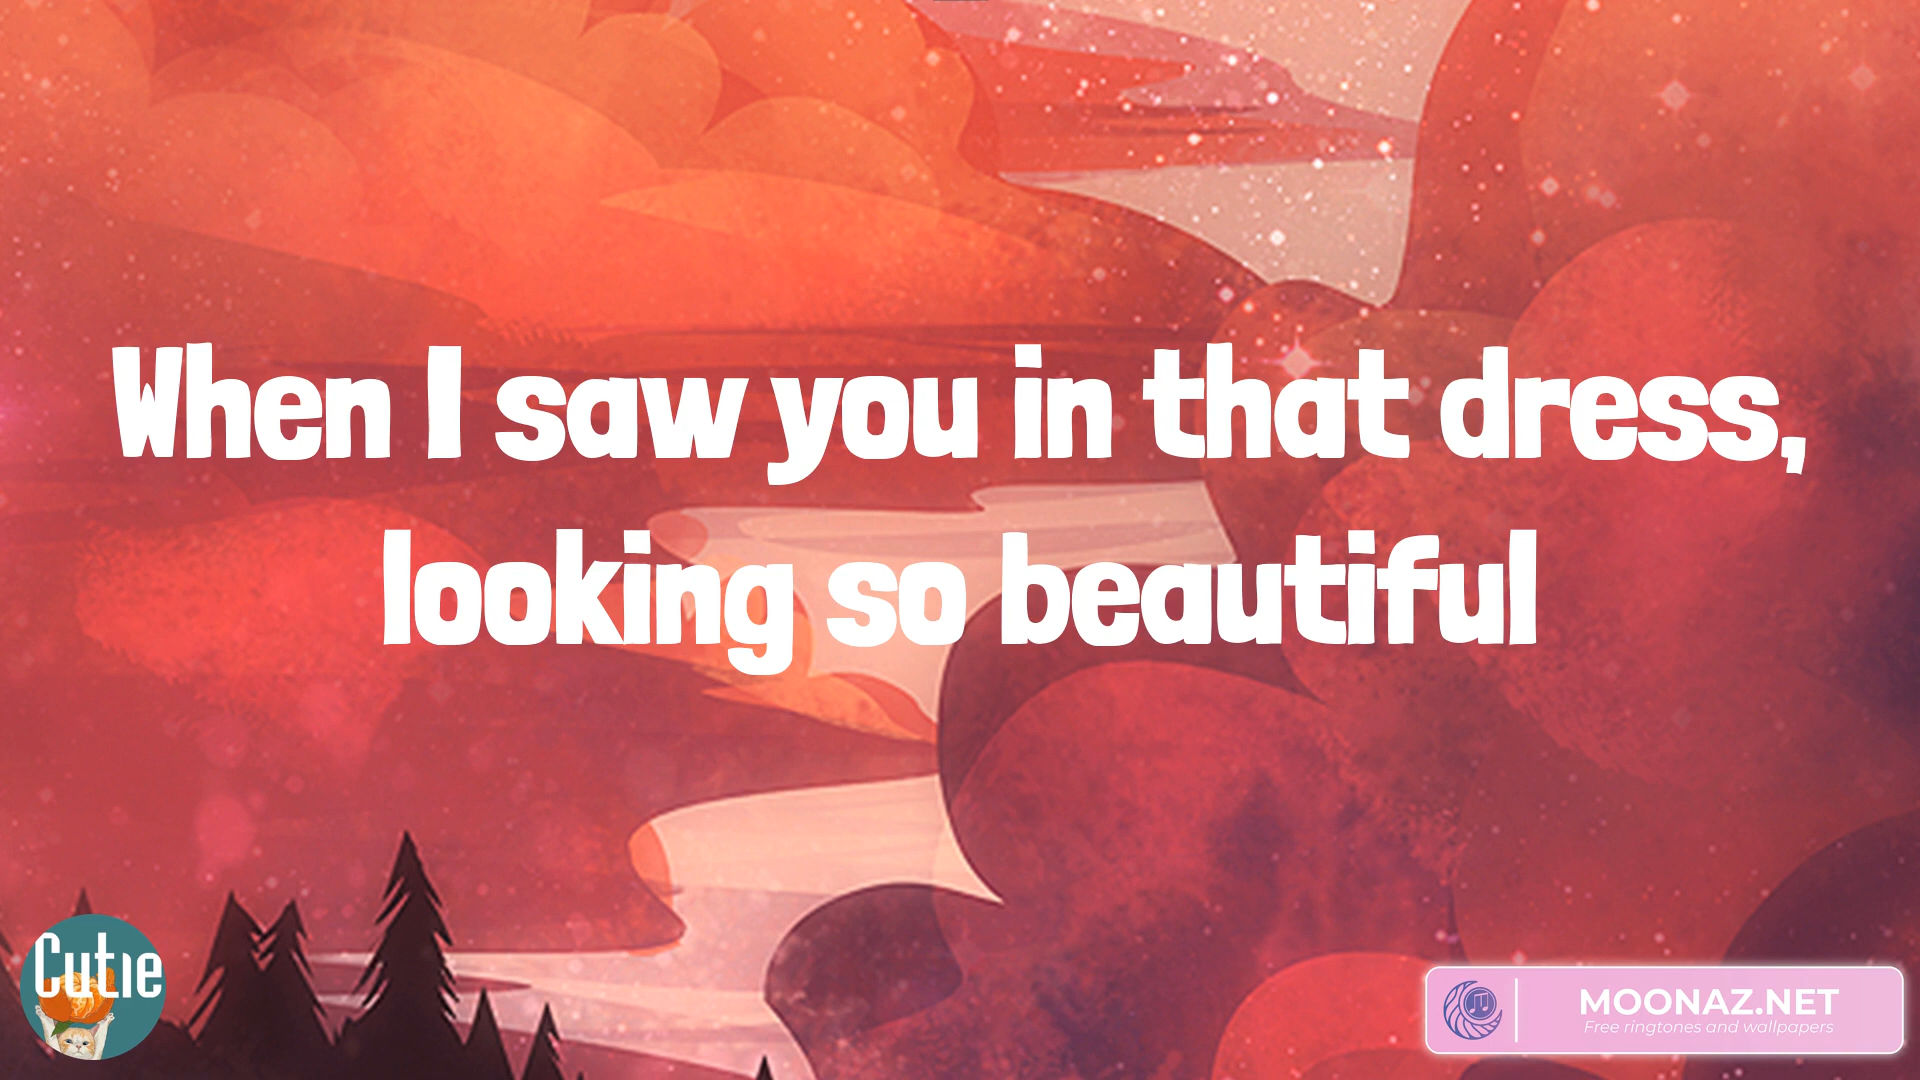 When I saw you in that dress,
looking so beautiful
Cutie
MOONAZ.NET
Free ringtones and wallpapers